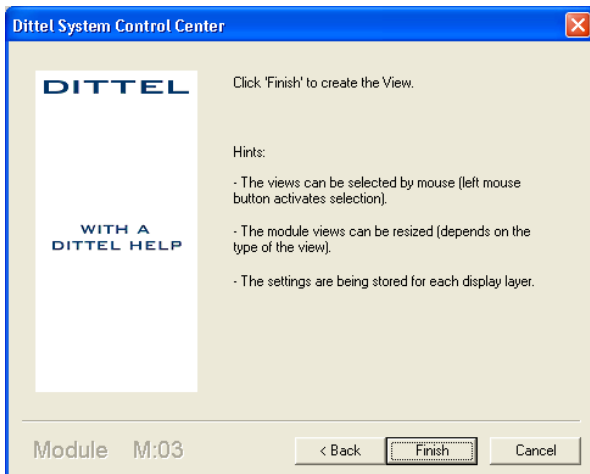 Dittel System Control Center
DITTEL
Click 'Finish' to create the View.
Hints:
- The views can be selected by mouse (left mouse
button activates selection).
WITH A
DITTEL HELP
- The module views can be resized (depends on the
type of the view).
- The settings are being stored for each display layer.
Module M:03
< Back
Finish
Cancel